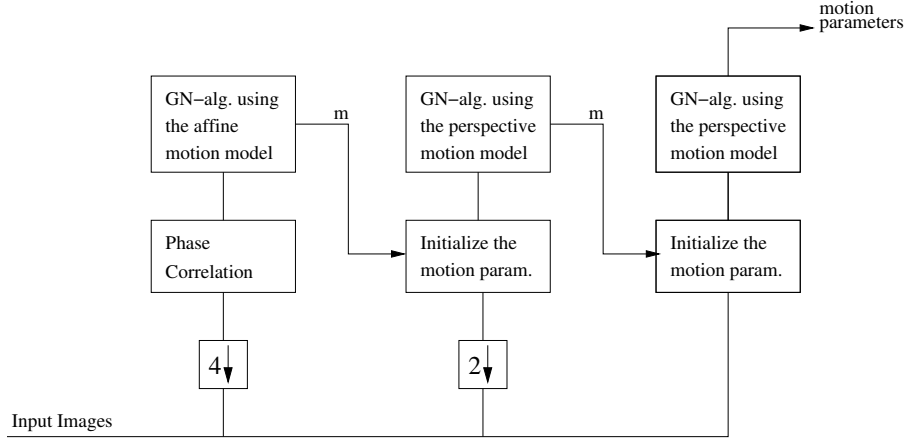 motion
parameters
GN−alg. using
the affine
motion model
m
GN−alg. using
the perspective
motion model
m
GN−alg. using
the perspective
motion model
Phase
Correlation
Initialize the
motion param.
Initialize the
motion param.
4
2
Input Images